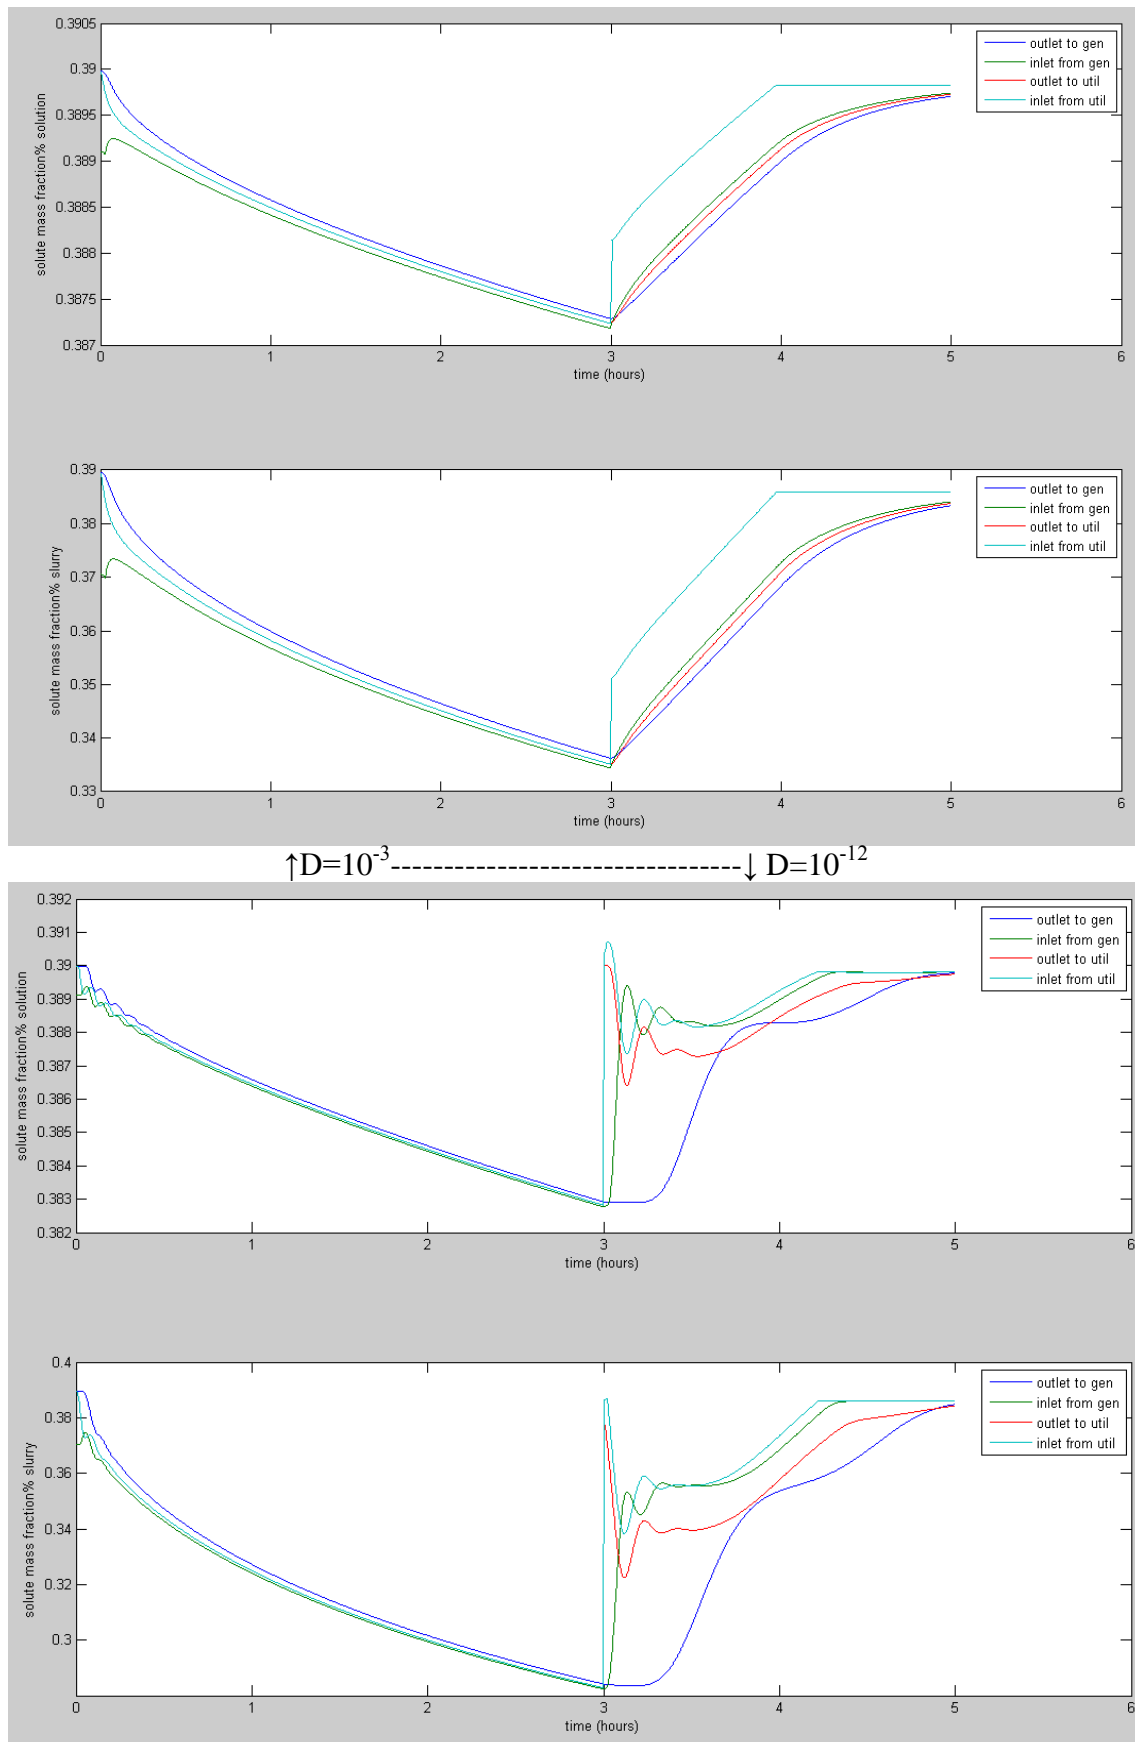 0.3905
0.39
0.3895
0.389
0.3885
0.388
0.3875
0.387
solute mass fraction% solution
outlet to gen
inlet from gen
outlet to util
inlet from util
0 1 2 3 4 5 6
time (hours)
0.39
0.38
0.37
0.36
0.35
0.34
0.33
solute mass fraction% slurry
outlet to gen
inlet from gen
outlet to util
inlet from util
0 1 2 3 4 5 6
time (hours)
↑D=10⁻³-------------------------------↓ D=10⁻¹²
0.392
0.391
0.39
0.389
0.388
0.387
0.386
0.385
0.384
0.383
0.382
solute mass fraction% solution
outlet to gen
inlet from gen
outlet to util
inlet from util
0 1 2 3 4 5 6
time (hours)
0.4
0.38
0.36
0.34
0.32
0.3
solute mass fraction% slurry
outlet to gen
inlet from gen
outlet to util
inlet from util
0 1 2 3 4 5 6
time (hours)